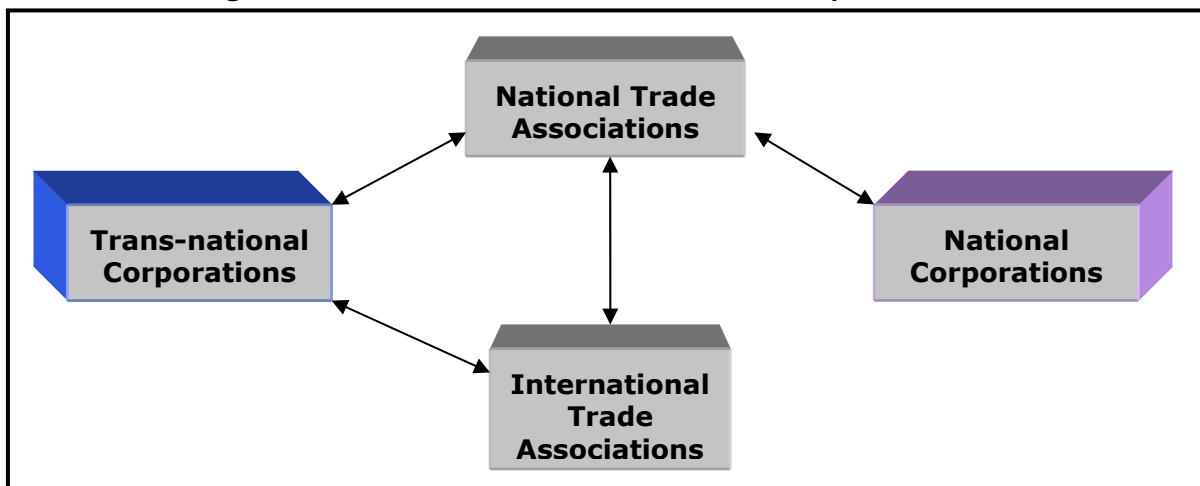 National Trade
Associations
Trans-national
Corporations
National
Corporations
International
Trade
Associations